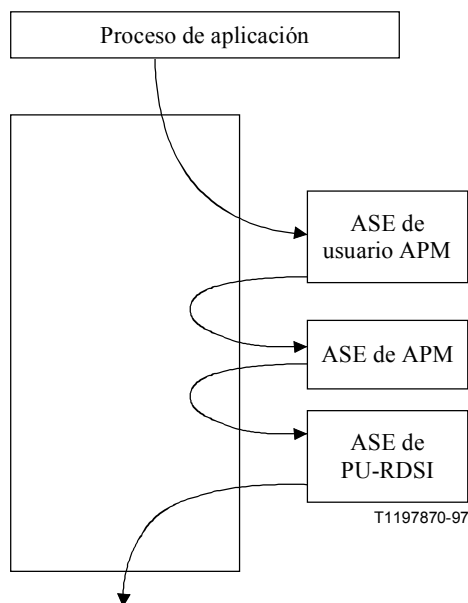 Proceso de aplicación
ASE de
usuario APM
ASE de APM
ASE de
PU-RDSI
T1197870-97